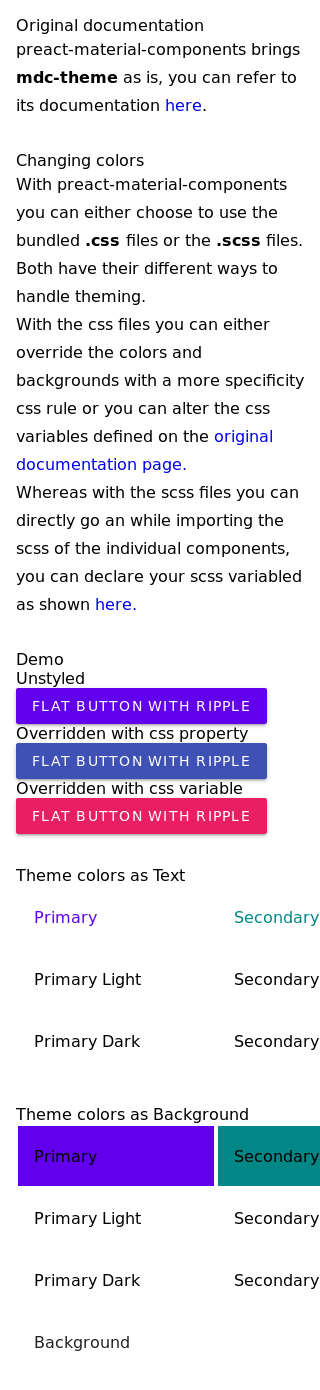 Original documentation
preact-material-components brings
mdc-theme as is, you can refer to
its documentation here.
Changing colors
With preact-material-components
you can either choose to use the
bundled .css files or the .scss files.
Both have their different ways to
handle theming.
With the css files you can either
override the colors and
backgrounds with a more specificity
css rule or you can alter the css
variables defined on the original
documentation page.
Whereas with the scss files you can
directly go an while importing the
scss of the individual components,
you can declare your scss variabled
as shown here.
Demo
Unstyled
FLAT BUTTON WITH RIPPLE
Overridden with css property
FLAT BUTTON WITH RIPPLE
Overridden with css variable
FLAT BUTTON WITH RIPPLE
Theme colors as Text
Primary Secondary
Primary Light Secondary
Primary Dark Secondary
Theme colors as Background
Primary Secondary
Primary Light Secondary
Primary Dark Secondary
Background